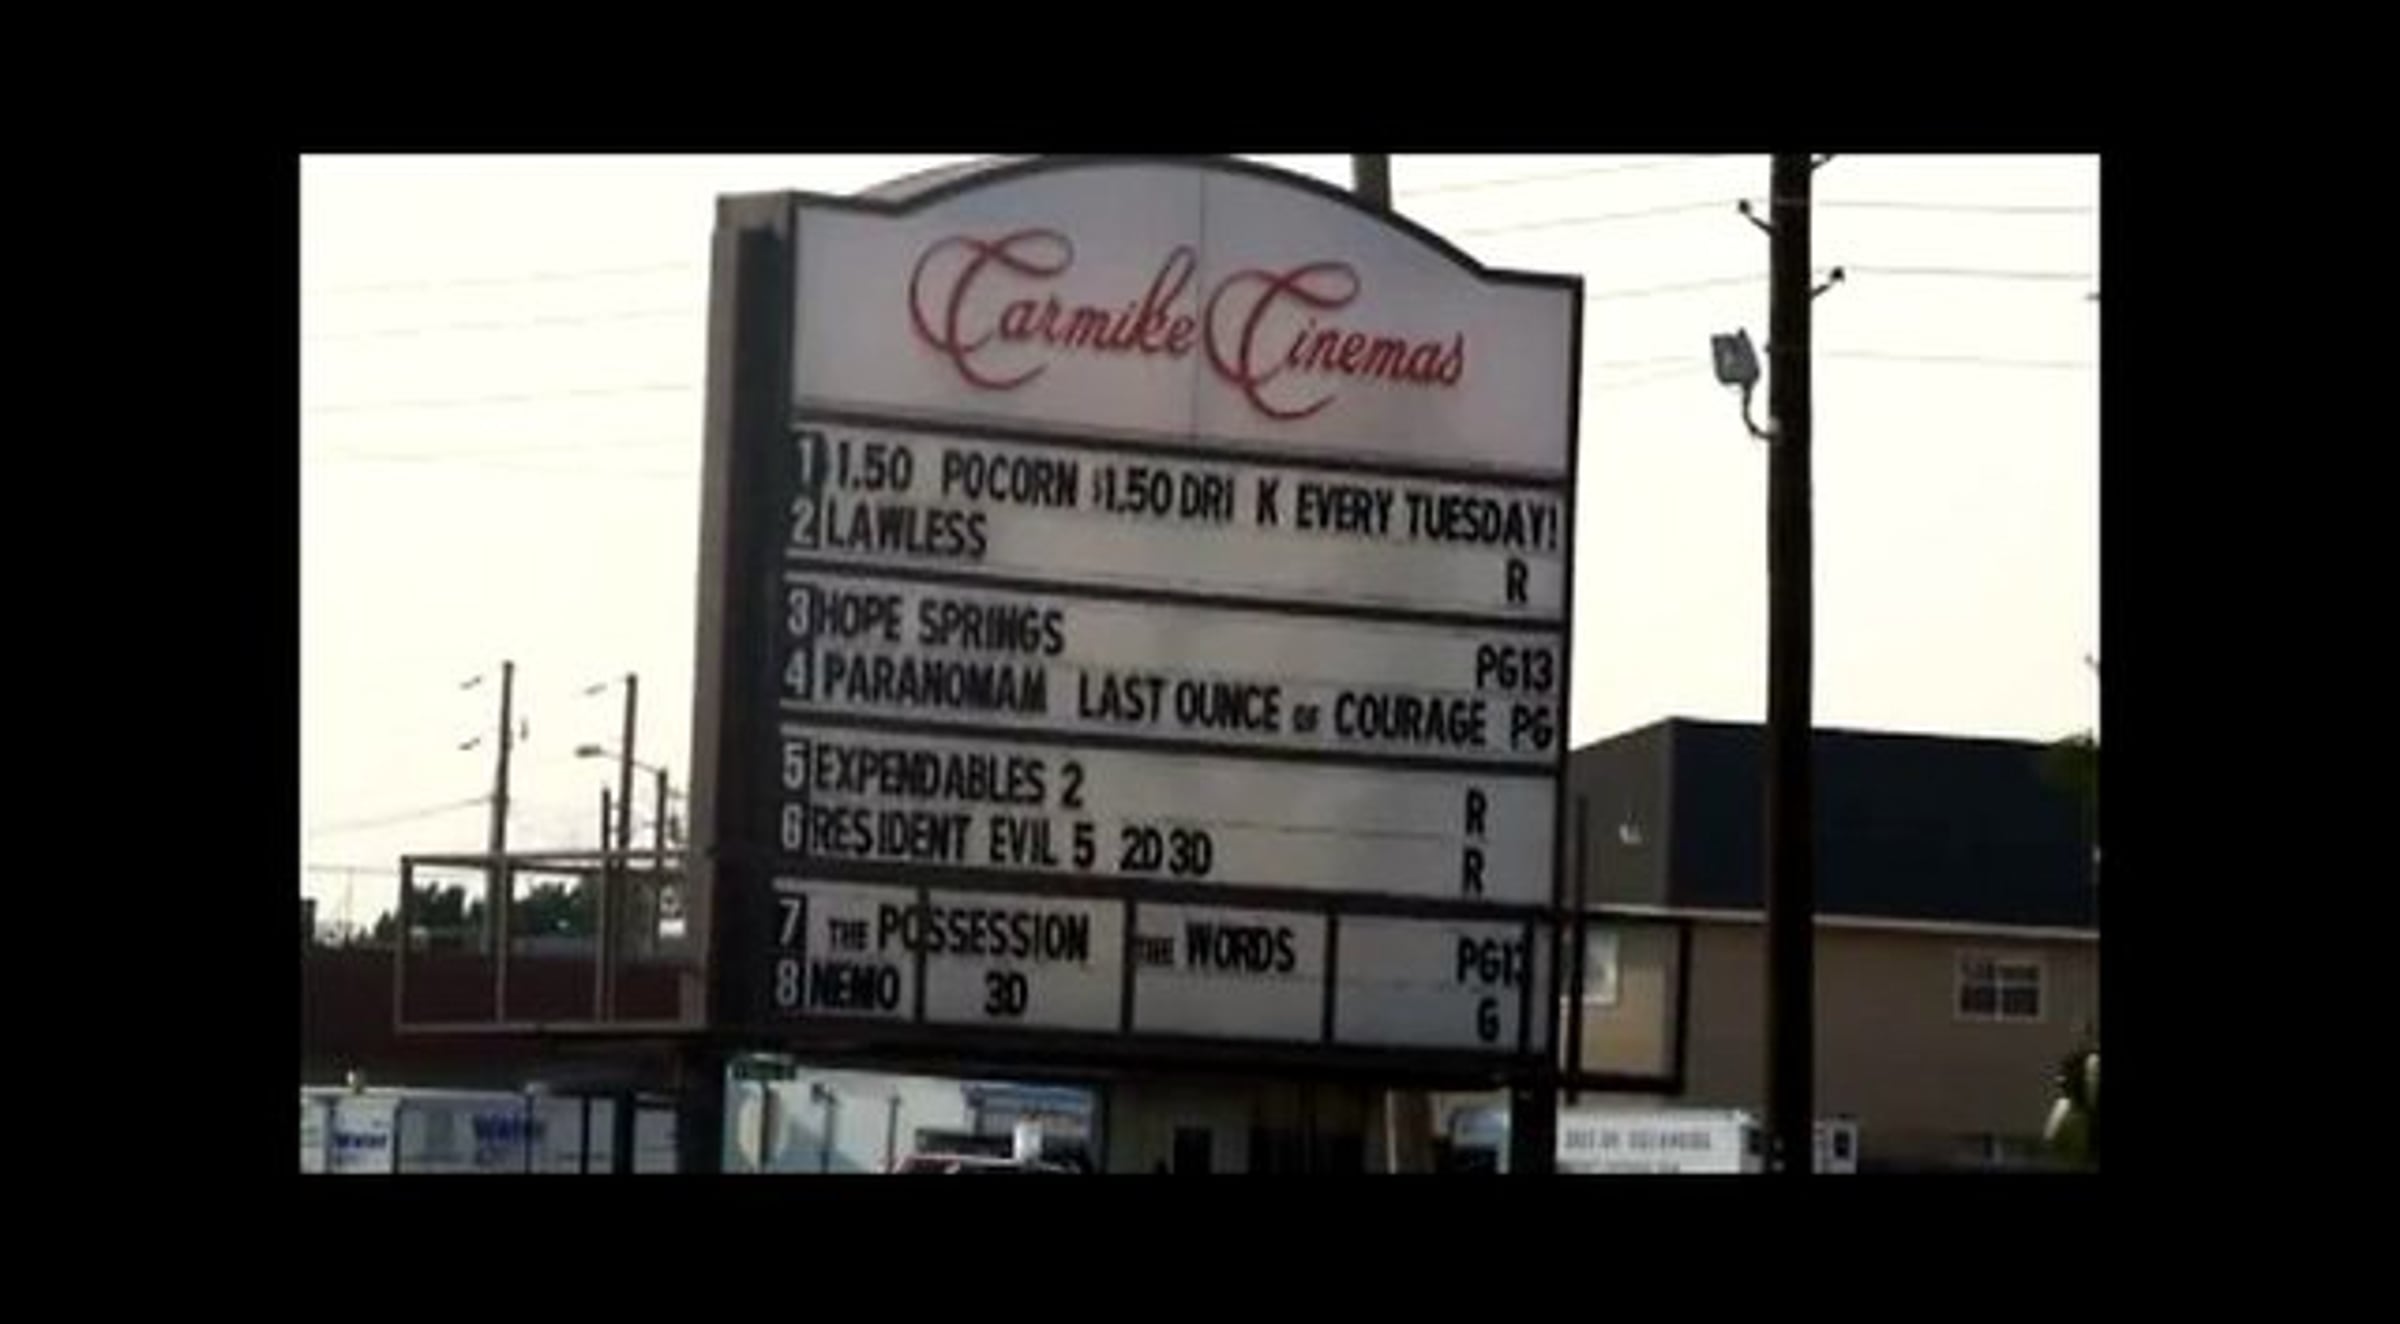 Carmike Cinemas
1 $1.50 POCORN $1.50 DRI K EVERY TUESDAY!
2 LAWLESS R
3 HOPE SPRINGS PG13
4 PARANOMAM LAST OUNCE OF COURAGE PG
5 EXPENDABLES 2 R
6 RESIDENT EVIL 5 2D 3D R
7 THE POSSESSION THE WORDS PG13
8 NEMO 3D G
Water Water